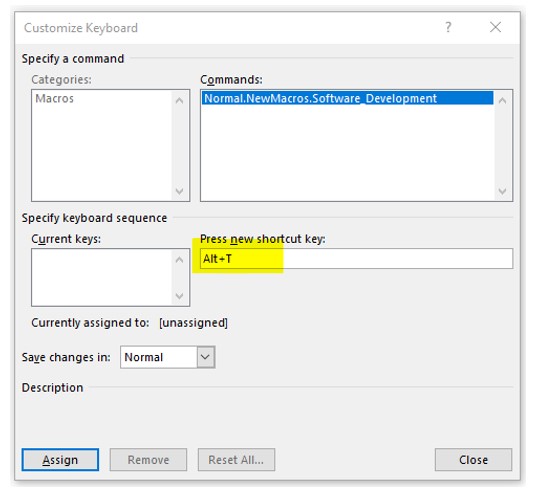 Customize Keyboard
?
Specify a command
Categories:
Commands:
Macros
Normal.NewMacros.Software_Development
Specify keyboard sequence
Current keys:
Press new shortcut key:
Alt+T
Currently assigned to: [unassigned]
Save changes in:
Normal
Description
Assign
Remove
Reset All...
Close